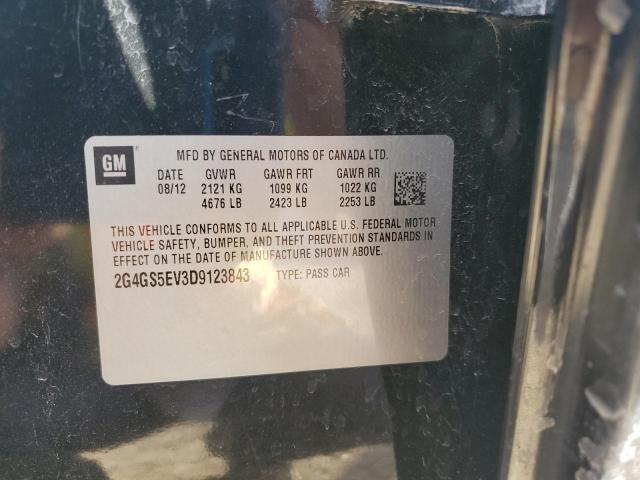 GM
MFD BY GENERAL MOTORS OF CANADA LTD.
DATE GVWR GAWR FRT GAWR RR
08/12 2121 KG 1099 KG 1022 KG
4676 LB 2423 LB 2253 LB
THIS VEHICLE CONFORMS TO ALL APPLICABLE U.S. FEDERAL MOTOR
VEHICLE SAFETY, BUMPER, AND THEFT PREVENTION STANDARDS IN
EFFECT ON THE DATE OF MANUFACTURE SHOWN ABOVE.
2G4GS5EV3D9123843 TYPE: PASS CAR